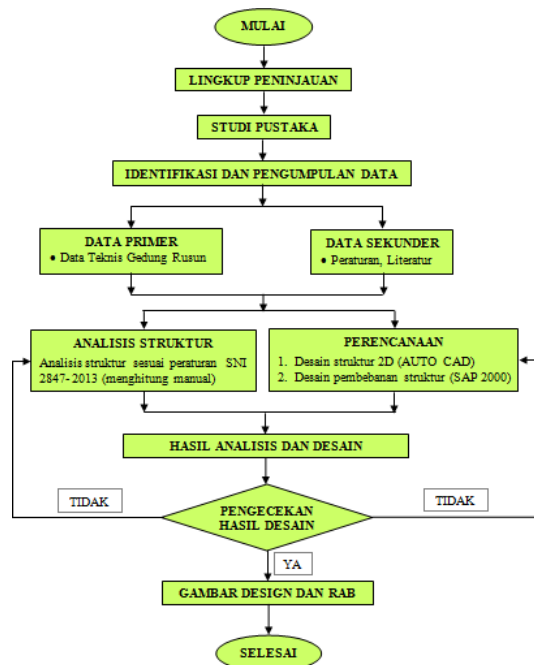 MULAI
LINGKUP PENINJAUAN
STUDI PUSTAKA
IDENTIFIKASI DAN PENGUMPULAN DATA
DATA PRIMER
• Data Teknis Gedung Rusun
DATA SEKUNDER
• Peraturan, Literatur
ANALISIS STRUKTUR
Analisis struktur sesuai peraturan SNI
2847-2013 (menghitung manual)
PERENCANAAN
1. Desain struktur 2D (AUTO CAD)
2. Desain pembebanan struktur (SAP 2000)
HASIL ANALISIS DAN DESAIN
TIDAK
PENGECEKAN
HASIL DESAIN
TIDAK
YA
GAMBAR DESIGN DAN RAB
SELESAI